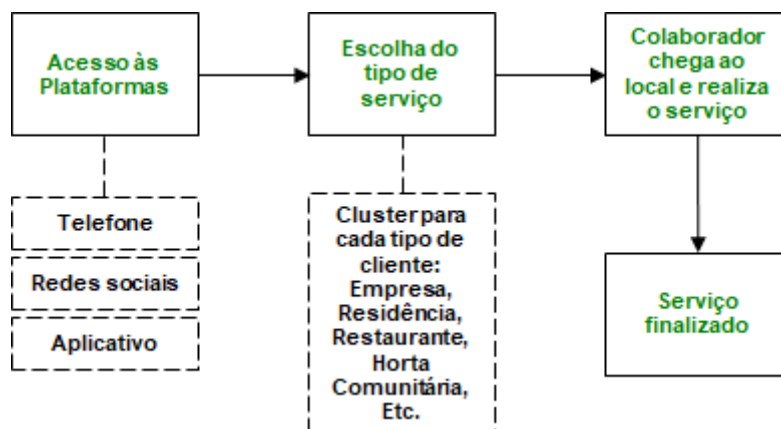 Acesso às
Plataformas
Escolha do
tipo de
serviço
Colaborador
chega ao
local e realiza
o serviço
Telefone
Redes sociais
Aplicativo
Cluster para
cada tipo de
cliente:
Empresa,
Residência,
Restaurante,
Horta
Comunitária,
Etc.
Serviço
finalizado